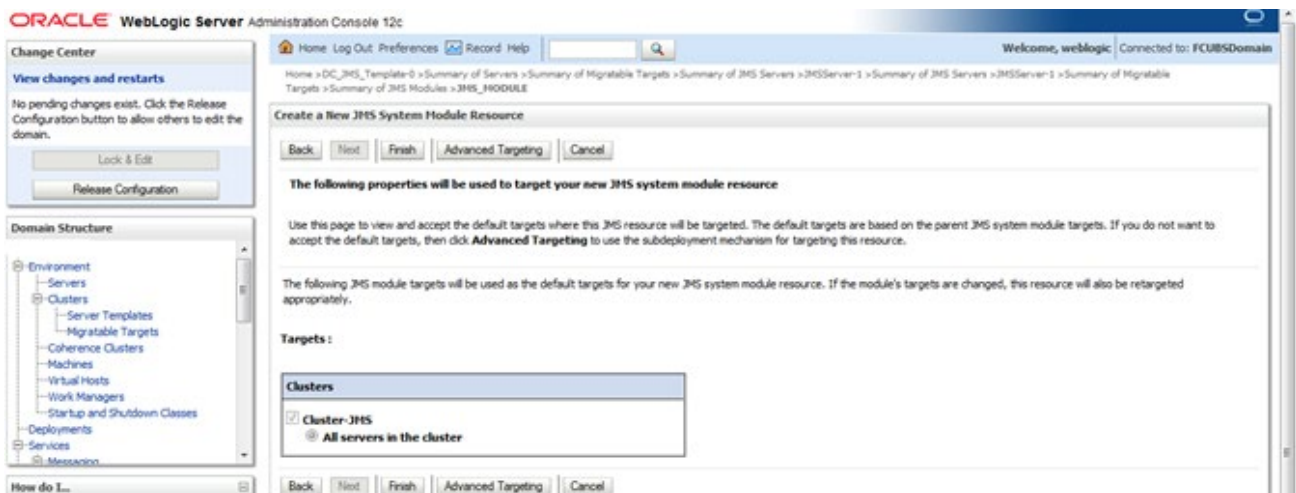 ORACLE WebLogic Server Administration Console 12c
Change Center
View changes and restarts
No pending changes exist. Click the Release
Configuration button to allow others to edit the
domain.
Lock & Edit
Release Configuration
Domain Structure
Environment
Servers
Clusters
Server Templates
Migratable Targets
Coherence Clusters
Machines
Virtual Hosts
Work Managers
Startup and Shutdown Classes
Deployments
Services
Messaging
How do I...
Home Log Out Preferences Record Help
Welcome, weblogic Connected to: FCUBSDomain
Home >DC_JMS_Template-0 >Summary of Servers >Summary of Migratable Targets >Summary of JMS Servers >JMSServer-1 >Summary of JMS Servers >JMSServer-1 >Summary of Migratable
Targets >Summary of JMS Modules >JMS_MODULE
Create a New JMS System Module Resource
Back Next Finish Advanced Targeting Cancel
The following properties will be used to target your new JMS system module resource
Use this page to view and accept the default targets where this JMS resource will be targeted. The default targets are based on the parent JMS system module targets. If you do not want to
accept the default targets, then click Advanced Targeting to use the subdeployment mechanism for targeting this resource.
The following JMS module targets will be used as the default targets for your new JMS system module resource. If the module's targets are changed, this resource will also be retargeted
appropriately.
Targets :
Clusters
Cluster-JMS
All servers in the cluster
Back Next Finish Advanced Targeting Cancel